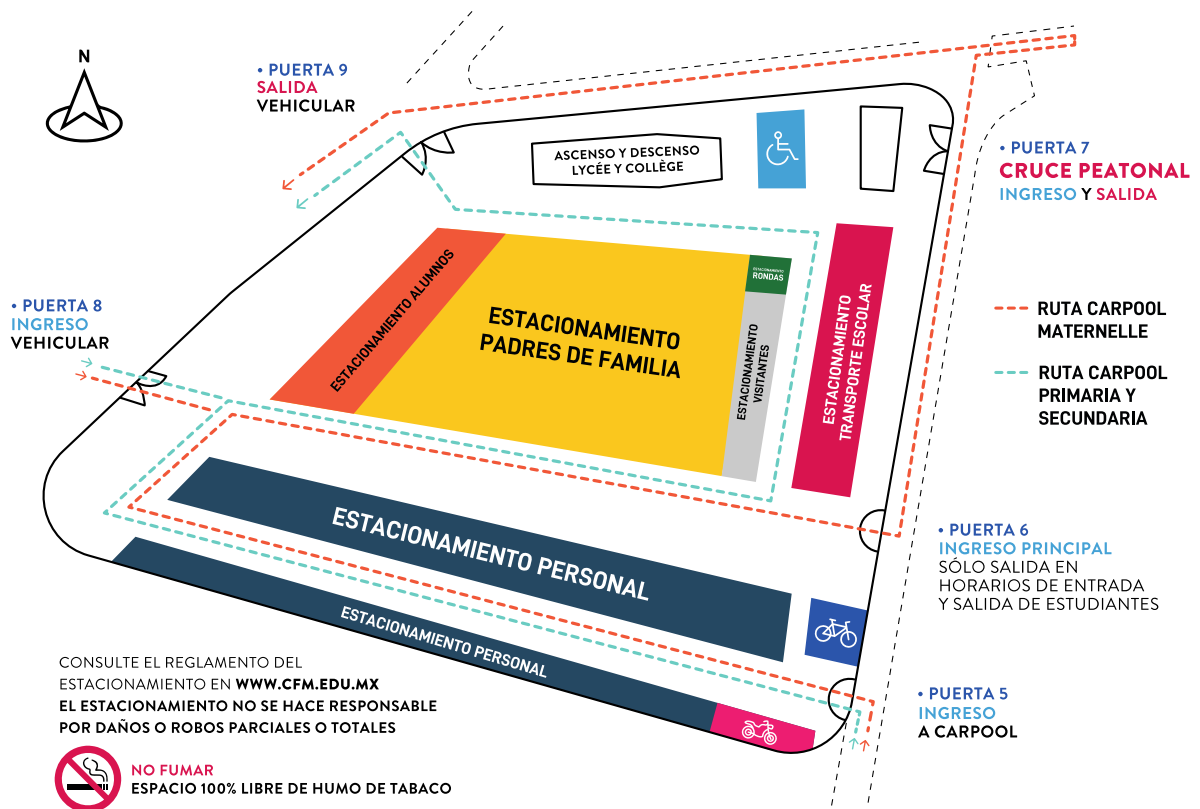 N
• PUERTA 9
SALIDA
VEHICULAR
ASCENSO Y DESCENSO
LYCÉE Y COLLÈGE
• PUERTA 7
CRUCE PEATONAL
INGRESO Y SALIDA
• PUERTA 8
INGRESO
VEHICULAR
ESTACIONAMIENTO ALUMNOS
ESTACIONAMIENTO
PADRES DE FAMILIA
ESTACIONAMIENTO
RONDAS
ESTACIONAMIENTO
VISITANTES
ESTACIONAMIENTO
TRANSPORTE ESCOLAR
RUTA CARPOOL
MATERNELLE
RUTA CARPOOL
PRIMARIA Y
SECUNDARIA
ESTACIONAMIENTO PERSONAL
ESTACIONAMIENTO PERSONAL
• PUERTA 6
INGRESO PRINCIPAL
SÓLO SALIDA EN
HORARIOS DE ENTRADA
Y SALIDA DE ESTUDIANTES
• PUERTA 5
INGRESO
A CARPOOL
CONSULTE EL REGLAMENTO DEL
ESTACIONAMIENTO EN WWW.CFM.EDU.MX
EL ESTACIONAMIENTO NO SE HACE RESPONSABLE
POR DAÑOS O ROBOS PARCIALES O TOTALES
NO FUMAR
ESPACIO 100% LIBRE DE HUMO DE TABACO